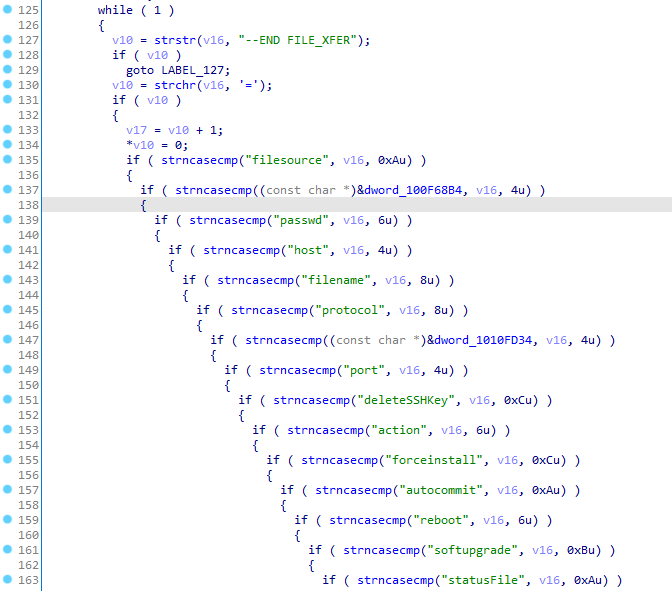 125 while ( 1 )
126 {
127 v10 = strstr(v16, "--END FILE_XFER");
128 if ( v10 )
129 goto LABEL_127;
130 v10 = strchr(v16, '=');
131 if ( v10 )
132 {
133 v17 = v10 + 1;
134 *v10 = 0;
135 if ( strncasecmp("filesource", v16, 0xAu) )
136 {
137 if ( strncasecmp((const char *)&dword_100F68B4, v16, 4u) )
138 {
139 if ( strncasecmp("passwd", v16, 6u) )
140 {
141 if ( strncasecmp("host", v16, 4u) )
142 {
143 if ( strncasecmp("filename", v16, 8u) )
144 {
145 if ( strncasecmp("protocol", v16, 8u) )
146 {
147 if ( strncasecmp((const char *)&dword_1010FD34, v16, 4u) )
148 {
149 if ( strncasecmp("port", v16, 4u) )
150 {
151 if ( strncasecmp("deleteSSHKey", v16, 0xCu) )
152 {
153 if ( strncasecmp("action", v16, 6u) )
154 {
155 if ( strncasecmp("forceinstall", v16, 0xCu) )
156 {
157 if ( strncasecmp("autocommit", v16, 0xAu) )
158 {
159 if ( strncasecmp("reboot", v16, 6u) )
160 {
161 if ( strncasecmp("softupgrade", v16, 0xBu) )
162 {
163 if ( strncasecmp("statusFile", v16, 0xAu) )